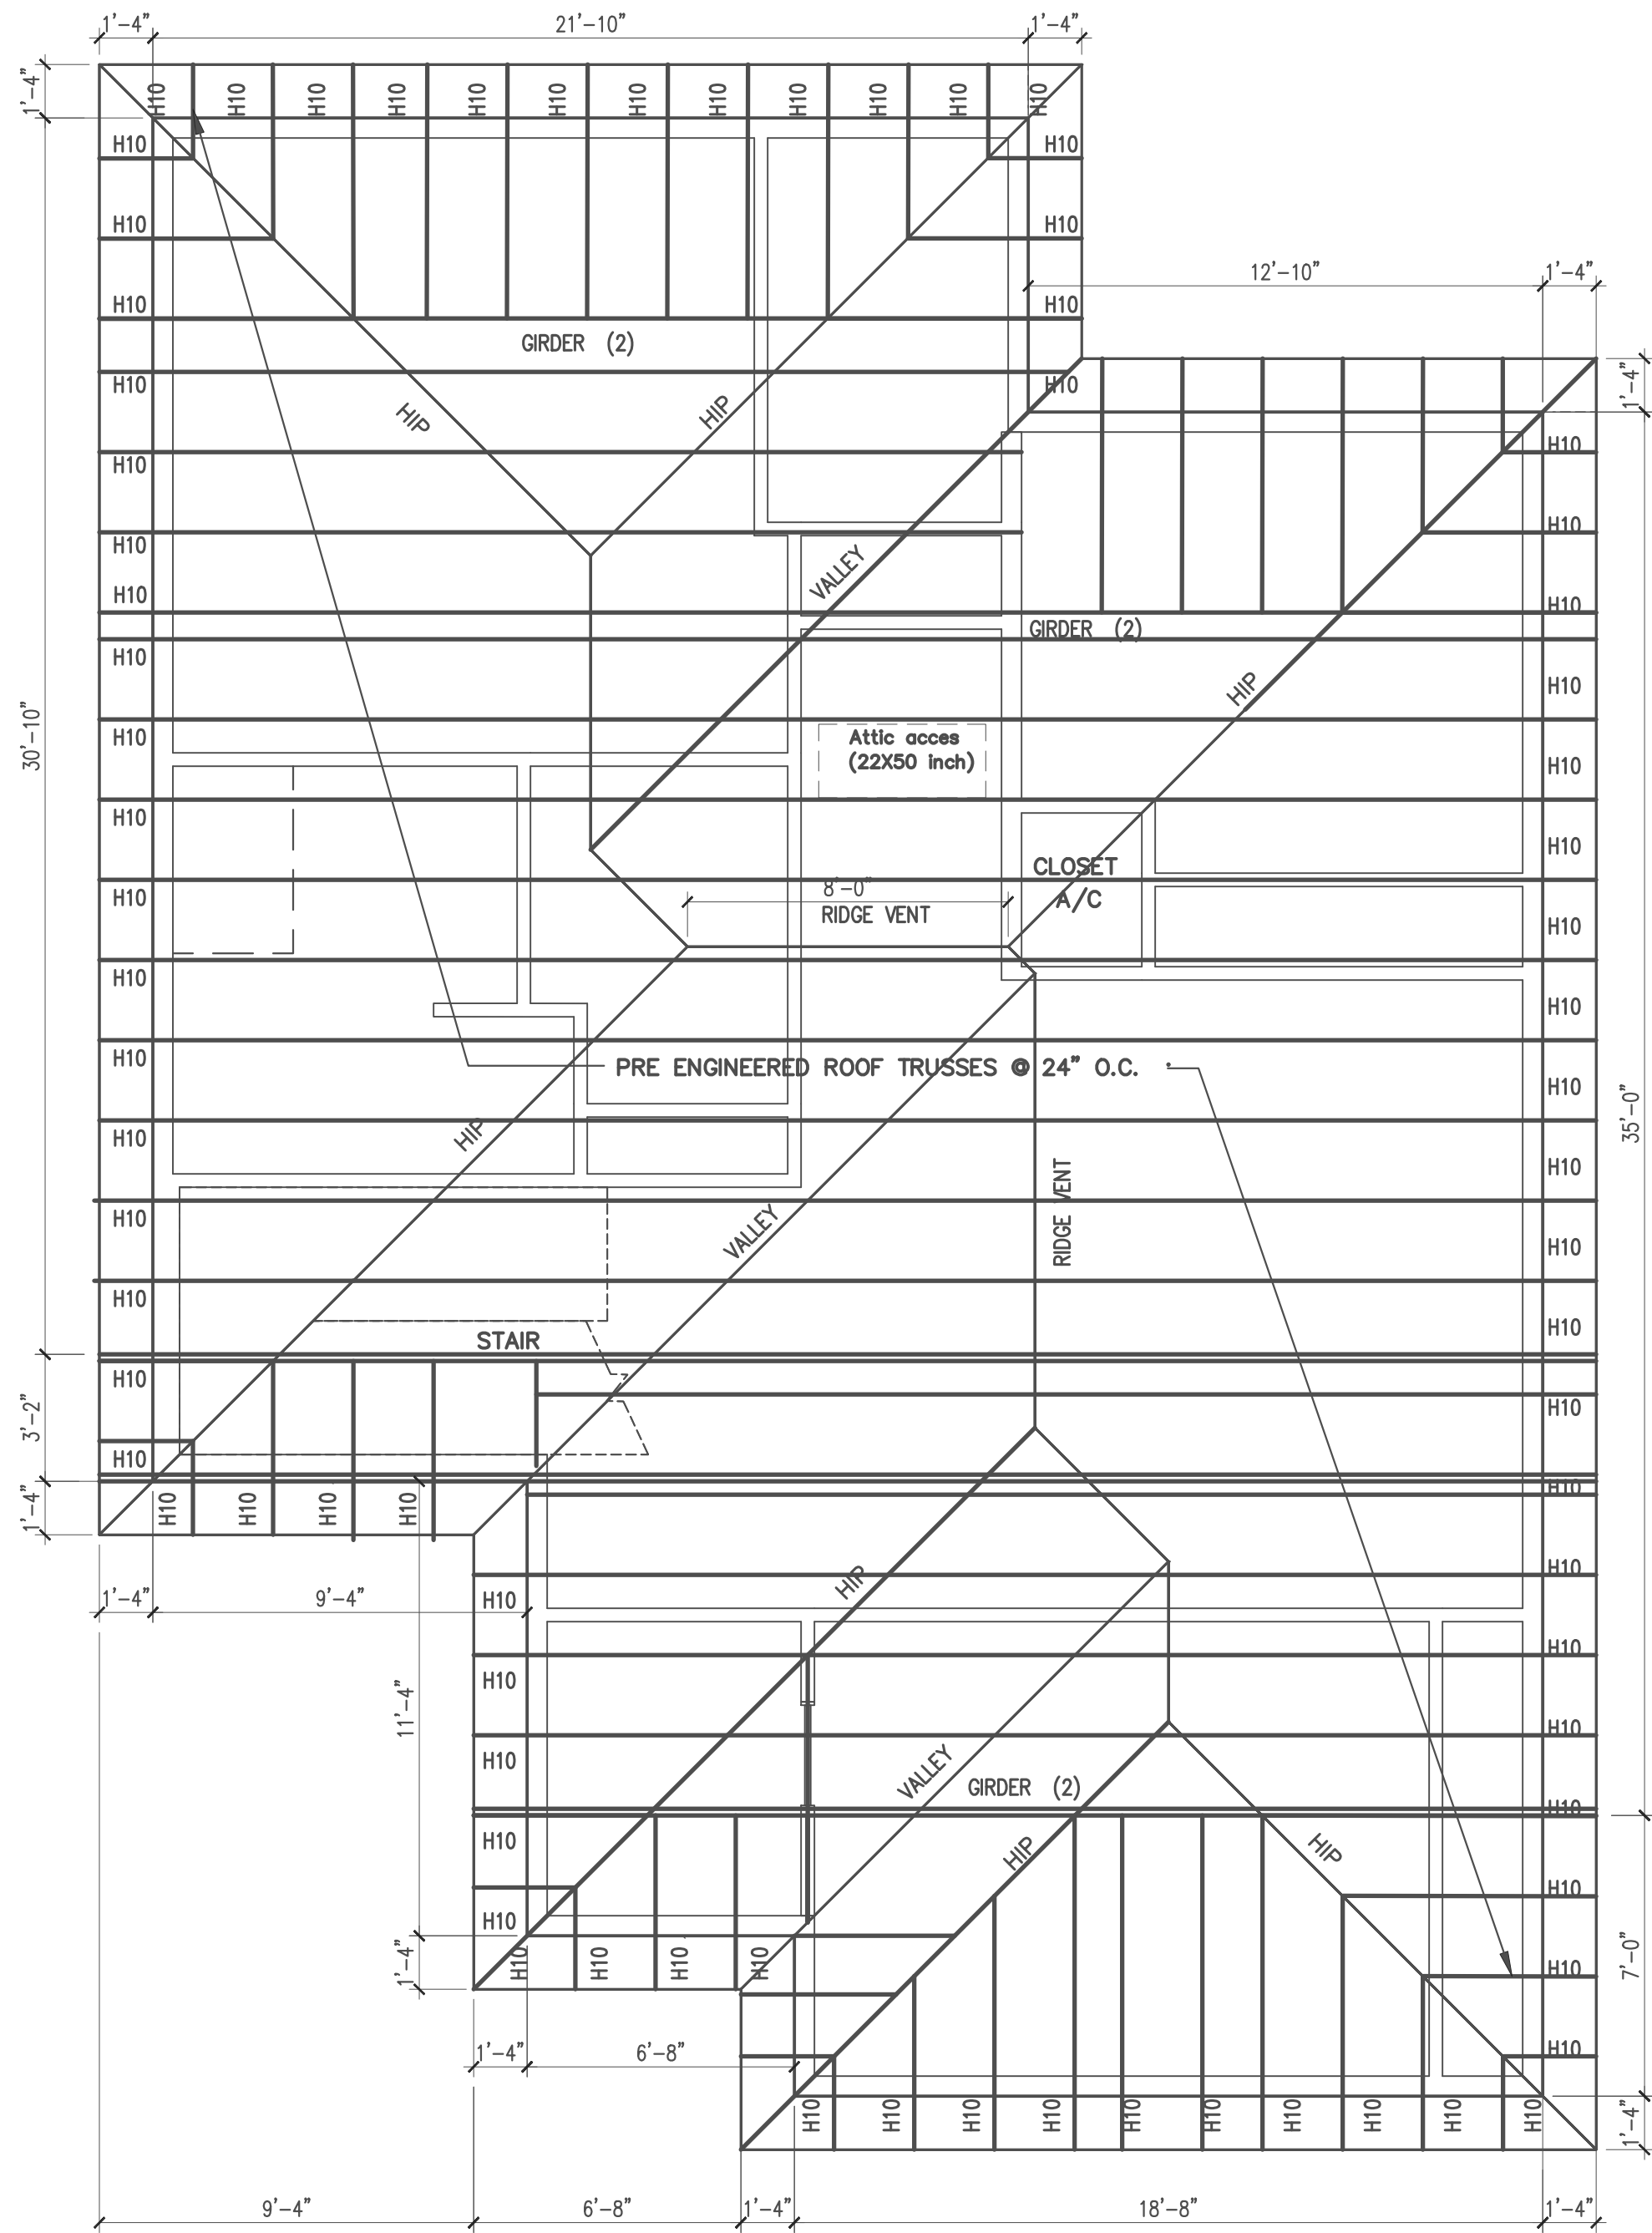 1'-4" 21'-10" 1'-4"
1'-4"
H10 H10 H10 H10 H10 H10 H10 H10 H10 H10 H10 H10
H10 H10
H10 H10
12'-10" 1'-4"
H10 H10
GIRDER (2)
H10 H10
1'-4"
HIP HIP
H10 H10
H10 H10
VALLEY
H10 H10
GIRDER (2)
H10
HIP H10
30'-10"
H10
Attic acces
(22X50 inch)
H10
H10
H10
CLOSET
A/C
8'-0"
RIDGE VENT
H10
H10
H10
H10
PRE ENGINEERED ROOF TRUSSES @ 24" O.C.
H10
H10
35'-0"
HIP
H10
H10
RIDGE VENT
VALLEY
H10
H10
H10
H10
STAIR
H10
H10
3'-2"
H10
H10
1'-4"
H10 H10 H10 H10
HIP
H10
1'-4" 9'-4"
H10
H10
11'-4"
H10
H10
H10
VALLEY
GIRDER (2)
H10
H10
HIP HIP
H10
H10
H10
1'-4"
H10 H10 H10 H10
H10
7'-0"
1'-4" 6'-8"
H10
H10 H10 H10 H10 H10 H10 H10 H10 H10 H10
1'-4"
9'-4" 6'-8" 1'-4" 18'-8" 1'-4"